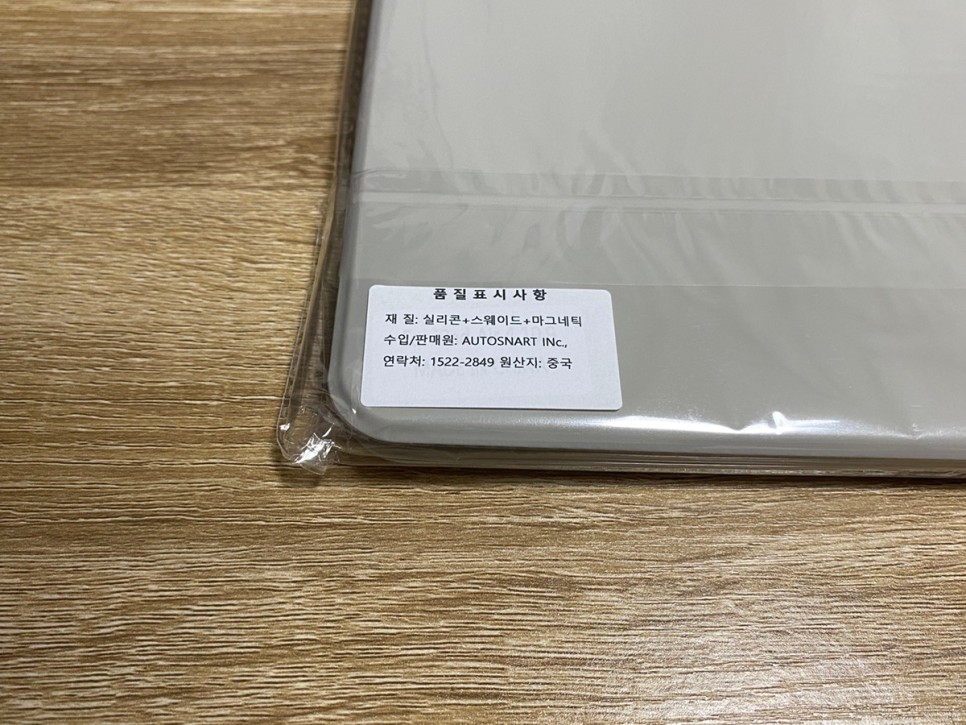 품질표시사항
재 질: 실리콘+스웨이드+마그네틱
수입/판매원: AUTOSNART INc.,
연락처: 1522-2849 원산지: 중국